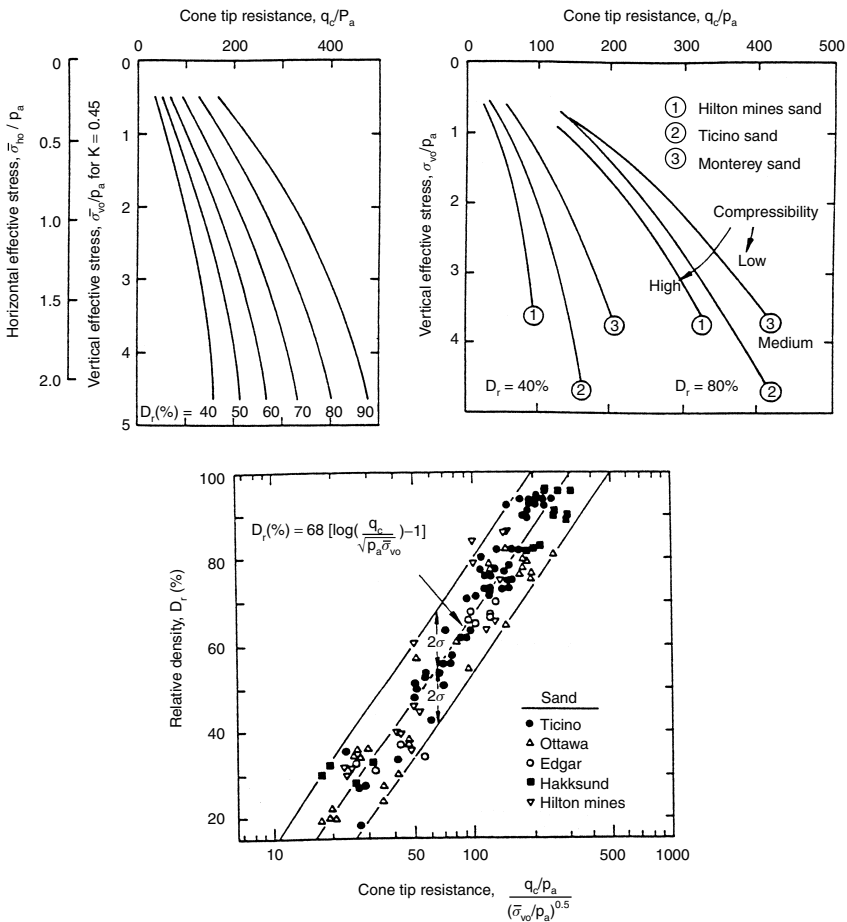 Cone tip resistance, q_c/P_a
0 200 400
Horizontal effective stress, σ̅_ho / p_a
0
0.5
1.0
1.5
2.0
Vertical effective stress, σ̅_vo/p_a for K = 0.45
0
1
2
3
4
5
D_r(%) = 40 50 60 70 80 90
Cone tip resistance, q_c/p_a
0 100 200 300 400 500
Vertical effective stress, σ_vo/p_a
0
1
2
3
4
① Hilton mines sand
② Ticino sand
③ Monterey sand
Compressibility
Low
High
Medium
① ② ③ ① ③ ②
D_r = 40%
D_r = 80%
Relative density, D_r (%)
100
80
60
40
20
D_r(%) = 68 [log(q_c/√(p_a σ̅_vo))−1]
2σ
2σ
Sand
● Ticino
△ Ottawa
○ Edgar
■ Hakksund
▽ Hilton mines
10 50 100 500 1000
Cone tip resistance, q_c/p_a / (σ̅_vo/p_a)^0.5